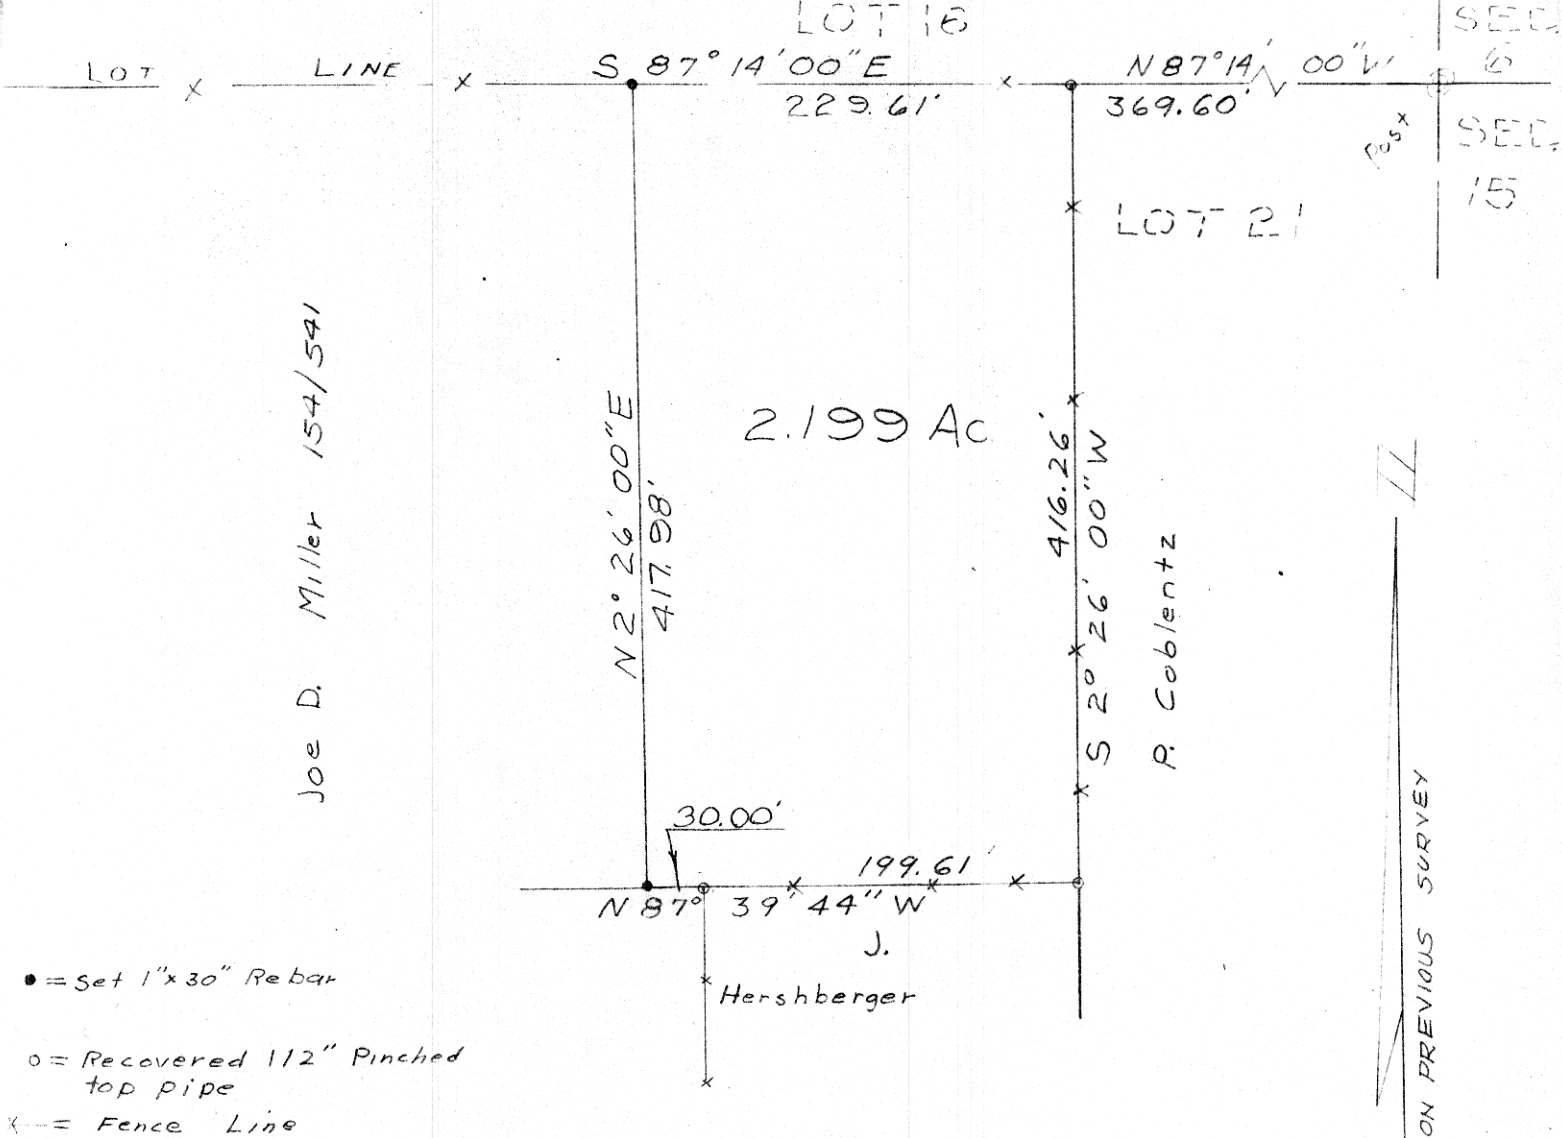 LOT 16
SEC.
6
LOT LINE
S 87° 14' 00" E
N 87° 14' 00" W
229.61'
369.60'
Post
SEC.
15
LOT 21
Joe D. Miller 154/541
N 2° 26' 00" E
417.98'
2.199 Ac
416.26'
S 2° 26' 00" W
P. Coblentz
30.00'
199.61'
N 87° 39' 44" W
J.
Hershberger
● = Set 1" x 30" Rebar
o = Recovered 1 1/2" Pinched
top pipe
x = Fence Line
ON PREVIOUS SURVEY